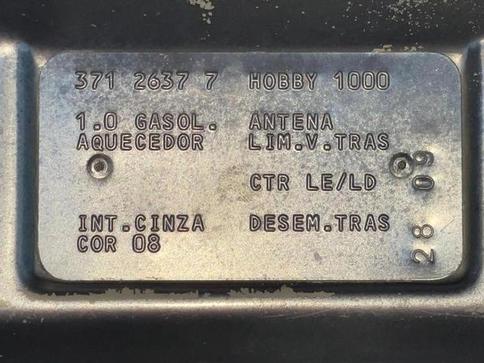 371 2637 7 HOBBY 1000
1.0 GASOL. ANTENA
AQUECEDOR LIM.V.TRAS
CTR LE/LD
INT.CINZA DESEM.TRAS
COR 08
28 09